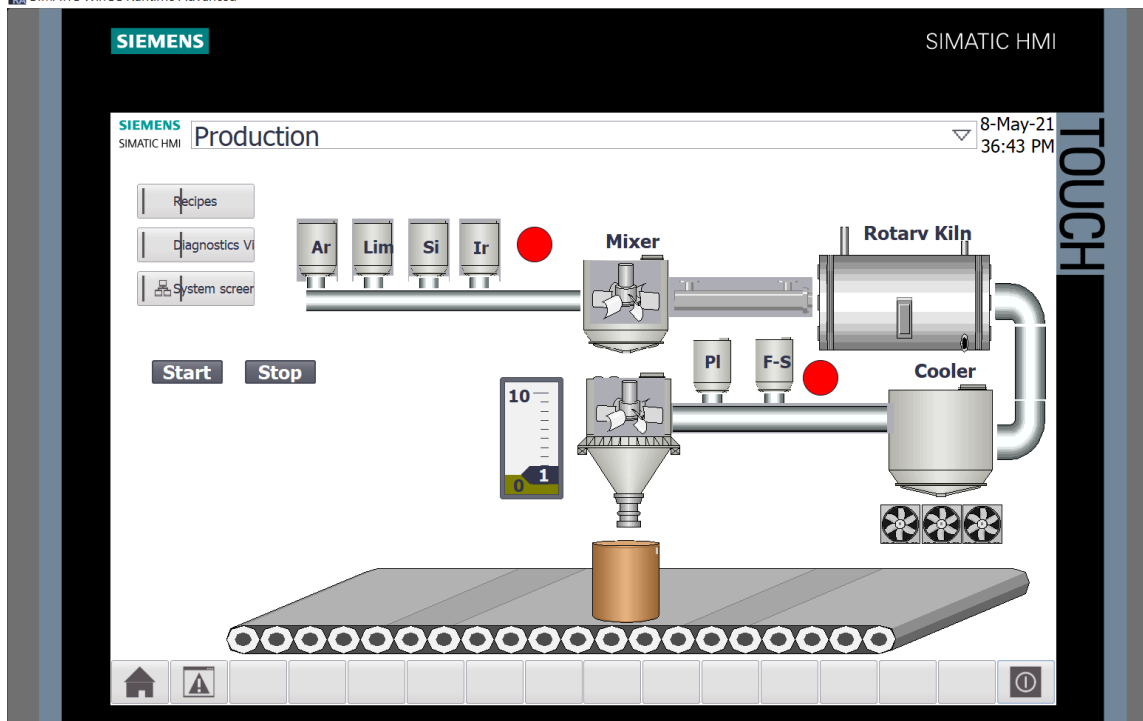 SIEMENS
SIMATIC HMI
TOUCH
SIEMENS
SIMATIC HMI
Production
8-May-21
36:43 PM
Recipes
Diagnostics Vi
System screer
Ar
Lim
Si
Ir
Mixer
Rotary Kiln
Start
Stop
10
1
0
Pl
F-S
Cooler